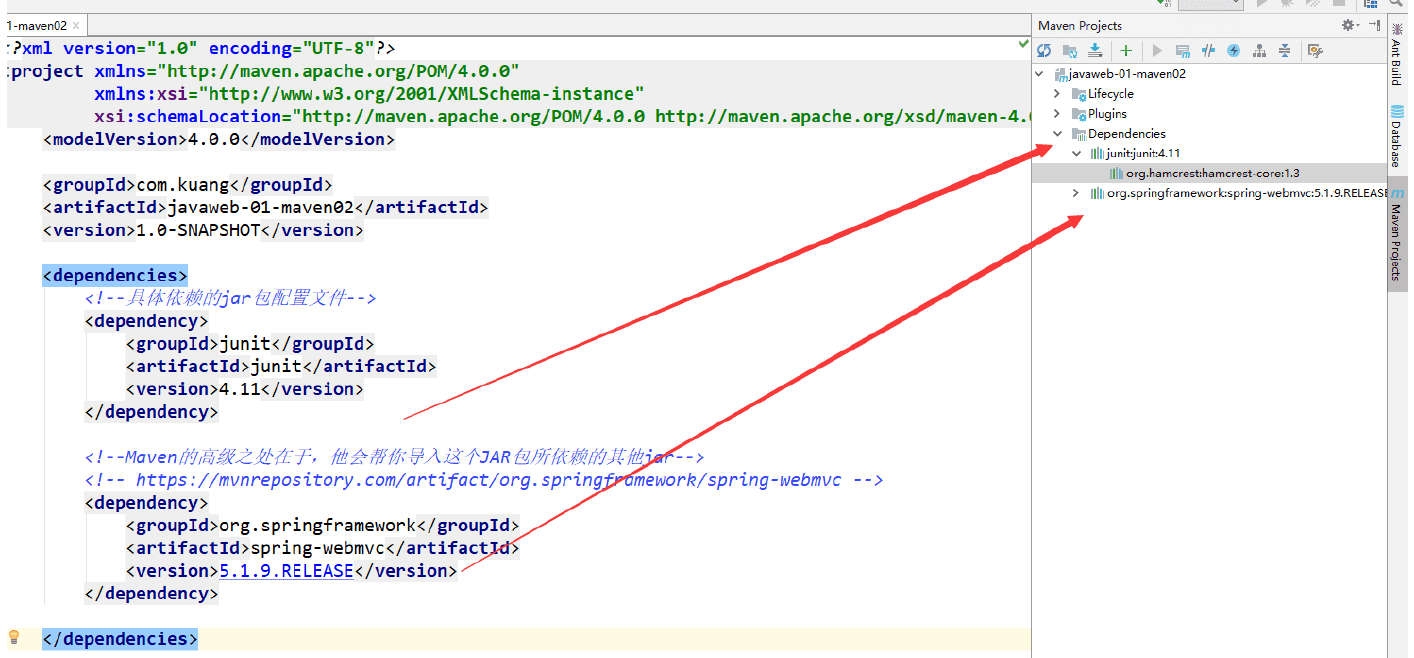 1-maven02
<?xml version="1.0" encoding="UTF-8"?>
<project xmlns="http://maven.apache.org/POM/4.0.0"
xmlns:xsi="http://www.w3.org/2001/XMLSchema-instance"
xsi:schemaLocation="http://maven.apache.org/POM/4.0.0 http://maven.apache.org/xsd/maven-4.
<modelVersion>4.0.0</modelVersion>
<groupId>com.kuang</groupId>
<artifactId>javaweb-01-maven02</artifactId>
<version>1.0-SNAPSHOT</version>
<dependencies>
<!--具体依赖的jar包配置文件-->
<dependency>
<groupId>junit</groupId>
<artifactId>junit</artifactId>
<version>4.11</version>
</dependency>
<!--Maven的高级之处在于，他会帮你导入这个JAR包所依赖的其他jar-->
<!-- https://mvnrepository.com/artifact/org.springframework/spring-webmvc -->
<dependency>
<groupId>org.springframework</groupId>
<artifactId>spring-webmvc</artifactId>
<version>5.1.9.RELEASE</version>
</dependency>
</dependencies>
Maven Projects
javaweb-01-maven02
Lifecycle
Plugins
Dependencies
junit:junit:4.11
org.hamcrest:hamcrest-core:1.3
org.springframework:spring-webmvc:5.1.9.RELEASE
Ant Build
Database
Maven Projects